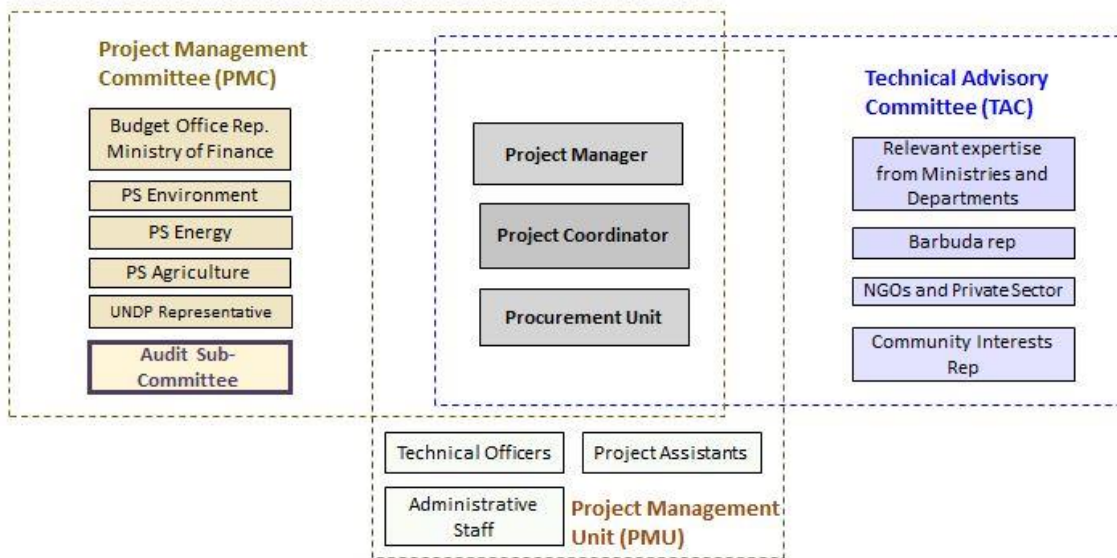 Project Management
Committee (PMC)
Budget Office Rep.
Ministry of Finance
PS Environment
PS Energy
PS Agriculture
UNDP Representative
Audit Sub-
Committee
Project Manager
Project Coordinator
Procurement Unit
Technical Advisory
Committee (TAC)
Relevant expertise
from Ministries and
Departments
Barbuda rep
NGOs and Private Sector
Community Interests
Rep
Technical Officers
Project Assistants
Administrative
Staff
Project Management
Unit (PMU)